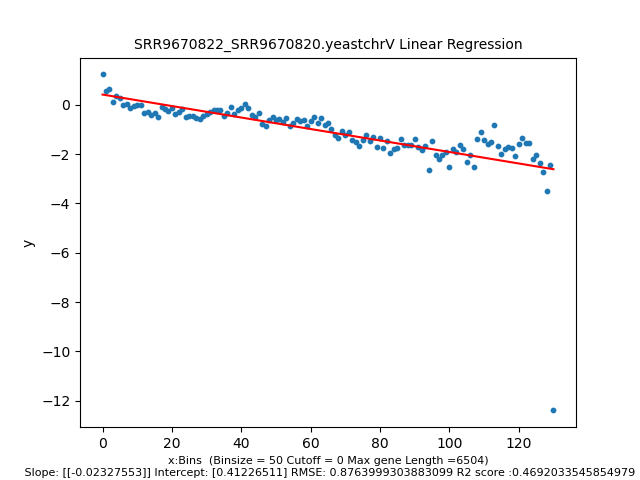 SRR9670822_SRR9670820.yeastchrV Linear Regression
0
−2
−4
−6
−8
−10
−12
y
0 20 40 60 80 100 120
x:Bins (Binsize = 50 Cutoff = 0 Max gene Length =6504)
Slope: [[-0.02327553]] Intercept: [0.41226511] RMSE: 0.8763999303883099 R2 score :0.4692033545854979